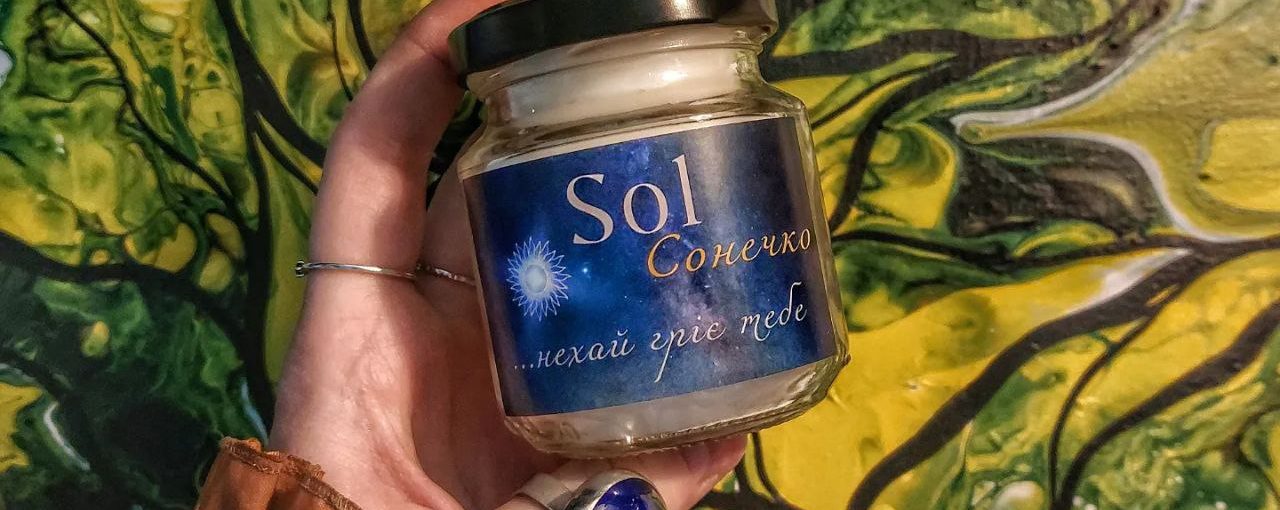 Sol
Сонечко
...нехай гріє тебе